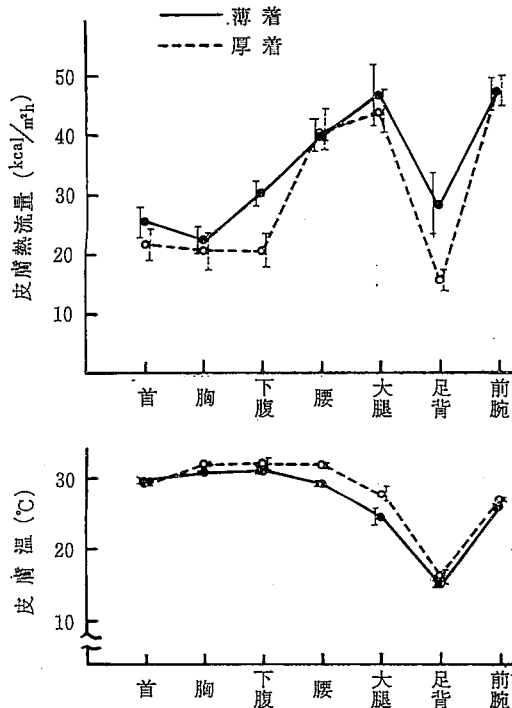 薄着
厚着
皮膚熱流量 (kcal/m²h)
50
40
30
20
10
首 胸 下腹 腰 大腿 足背 前腕
皮膚温 (℃)
30
20
10
首 胸 下腹 腰 大腿 足背 前腕